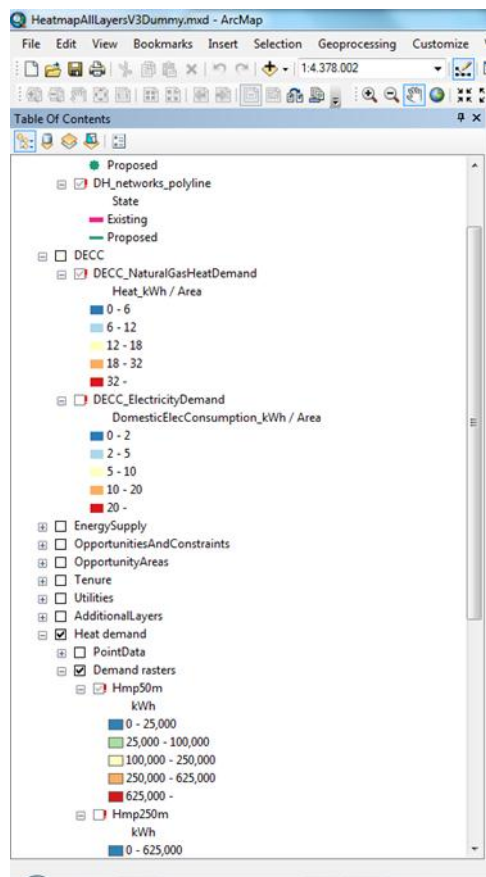 HeatmapAllLayersV3Dummy.mxd - ArcMap
File Edit View Bookmarks Insert Selection Geoprocessing Customize
1:4.378.002
Table Of Contents
Proposed
DH_networks_polyline
State
Existing
Proposed
DECC
DECC_NaturalGasHeatDemand
Heat_kWh / Area
0 - 6
6 - 12
12 - 18
18 - 32
32 -
DECC_ElectricityDemand
DomesticElecConsumption_kWh / Area
0 - 2
2 - 5
5 - 10
10 - 20
20 -
EnergySupply
OpportunitiesAndConstraints
OpportunityAreas
Tenure
Utilities
AdditionalLayers
Heat demand
PointData
Demand rasters
Hmp50m
kWh
0 - 25,000
25,000 - 100,000
100,000 - 250,000
250,000 - 625,000
625,000 -
Hmp250m
kWh
0 - 625,000